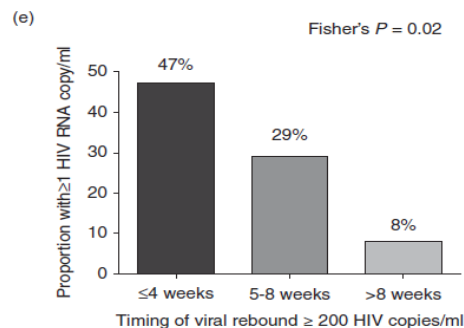 (e)
Fisher's P = 0.02
Proportion with≥1 HIV RNA copy/ml
50
40
30
20
10
0
47%
29%
8%
≤4 weeks
5-8 weeks
>8 weeks
Timing of viral rebound ≥ 200 HIV copies/ml